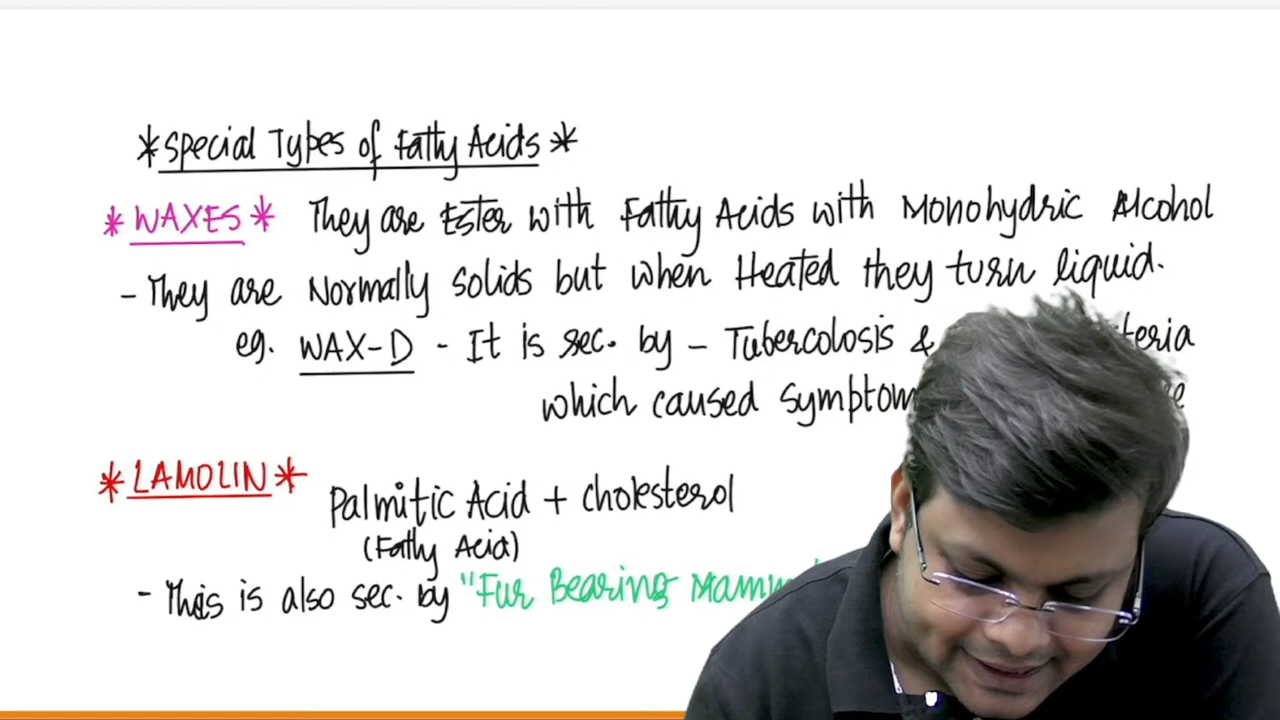 *Special Types of Fatty Acids*
*WAXES* They are Ester with Fatty Acids with Monohydric Alcohol
- They are Normally Solids but when Heated they turn liquid.
eg. WAX-D - It is sec. by - Tubercolosis &
which caused
*LAMOLIN*
Palmitic Acid + cholesterol
(Fatty Acid)
- This is also sec. by "Fur Bearing